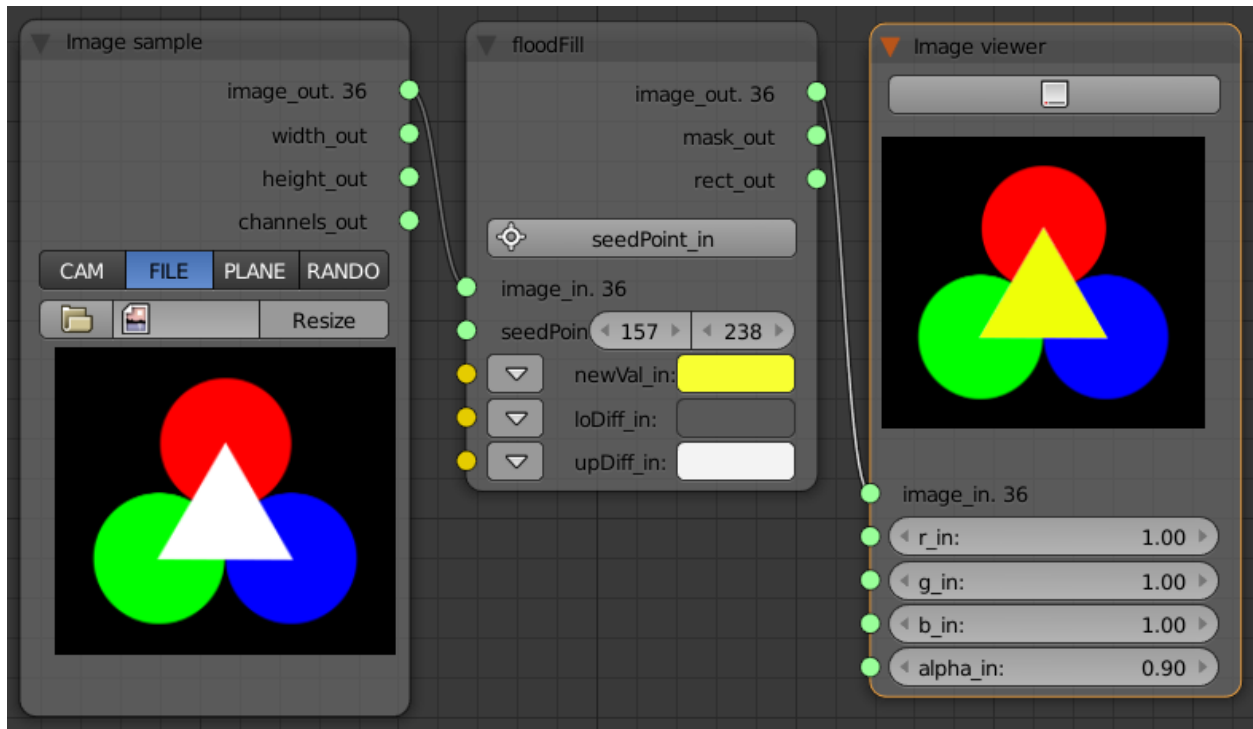 Image sample
image_out. 36
width_out
height_out
channels_out
CAM FILE PLANE RANDO
Resize
floodFill
image_out. 36
mask_out
rect_out
seedPoint_in
image_in. 36
seedPoin 157 238
newVal_in:
loDiff_in:
upDiff_in:
Image viewer
image_in. 36
r_in: 1.00
g_in: 1.00
b_in: 1.00
alpha_in: 0.90